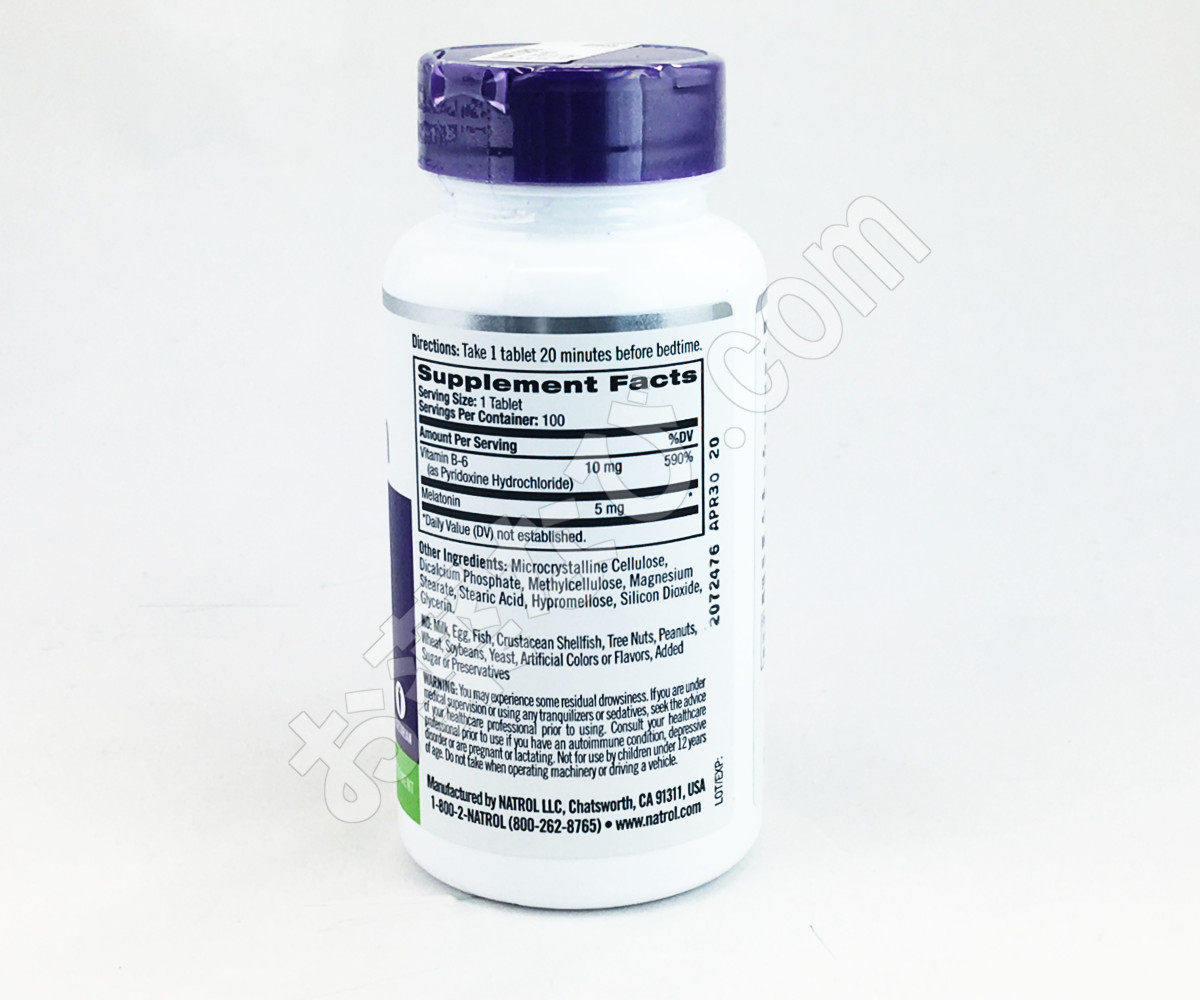 Directions: Take 1 tablet 20 minutes before bedtime.
Supplement Facts
Serving Size: 1 Tablet
Servings Per Container: 100
Amount Per Serving %DV
Vitamin B-6 10 mg 590%
(as Pyridoxine Hydrochloride)
Melatonin 5 mg *
*Daily Value (DV) not established.
Other Ingredients: Microcrystalline Cellulose,
Dicalcium Phosphate, Methylcellulose, Magnesium
Stearate, Stearic Acid, Hypromellose, Silicon Dioxide,
Glycerin.
NO: Milk, Egg, Fish, Crustacean Shellfish, Tree Nuts, Peanuts,
Wheat, Soybeans, Yeast, Artificial Colors or Flavors, Added
Sugar or Preservatives
WARNING: You may experience some residual drowsiness. If you are under
medical supervision or using any tranquilizers or sedatives, seek the advice
of your healthcare professional prior to using. Consult your healthcare
professional prior to use if you have an autoimmune condition, depressive
disorder or are pregnant or lactating. Not for use by children under 12 years
of age. Do not take when operating machinery or driving a vehicle.
Manufactured by NATROL LLC, Chatsworth, CA 91311, USA
1-800-2-NATROL (800-262-8765) • www.natrol.com
LOT/EXP:
2072476 APR30 20
お薬なび.com